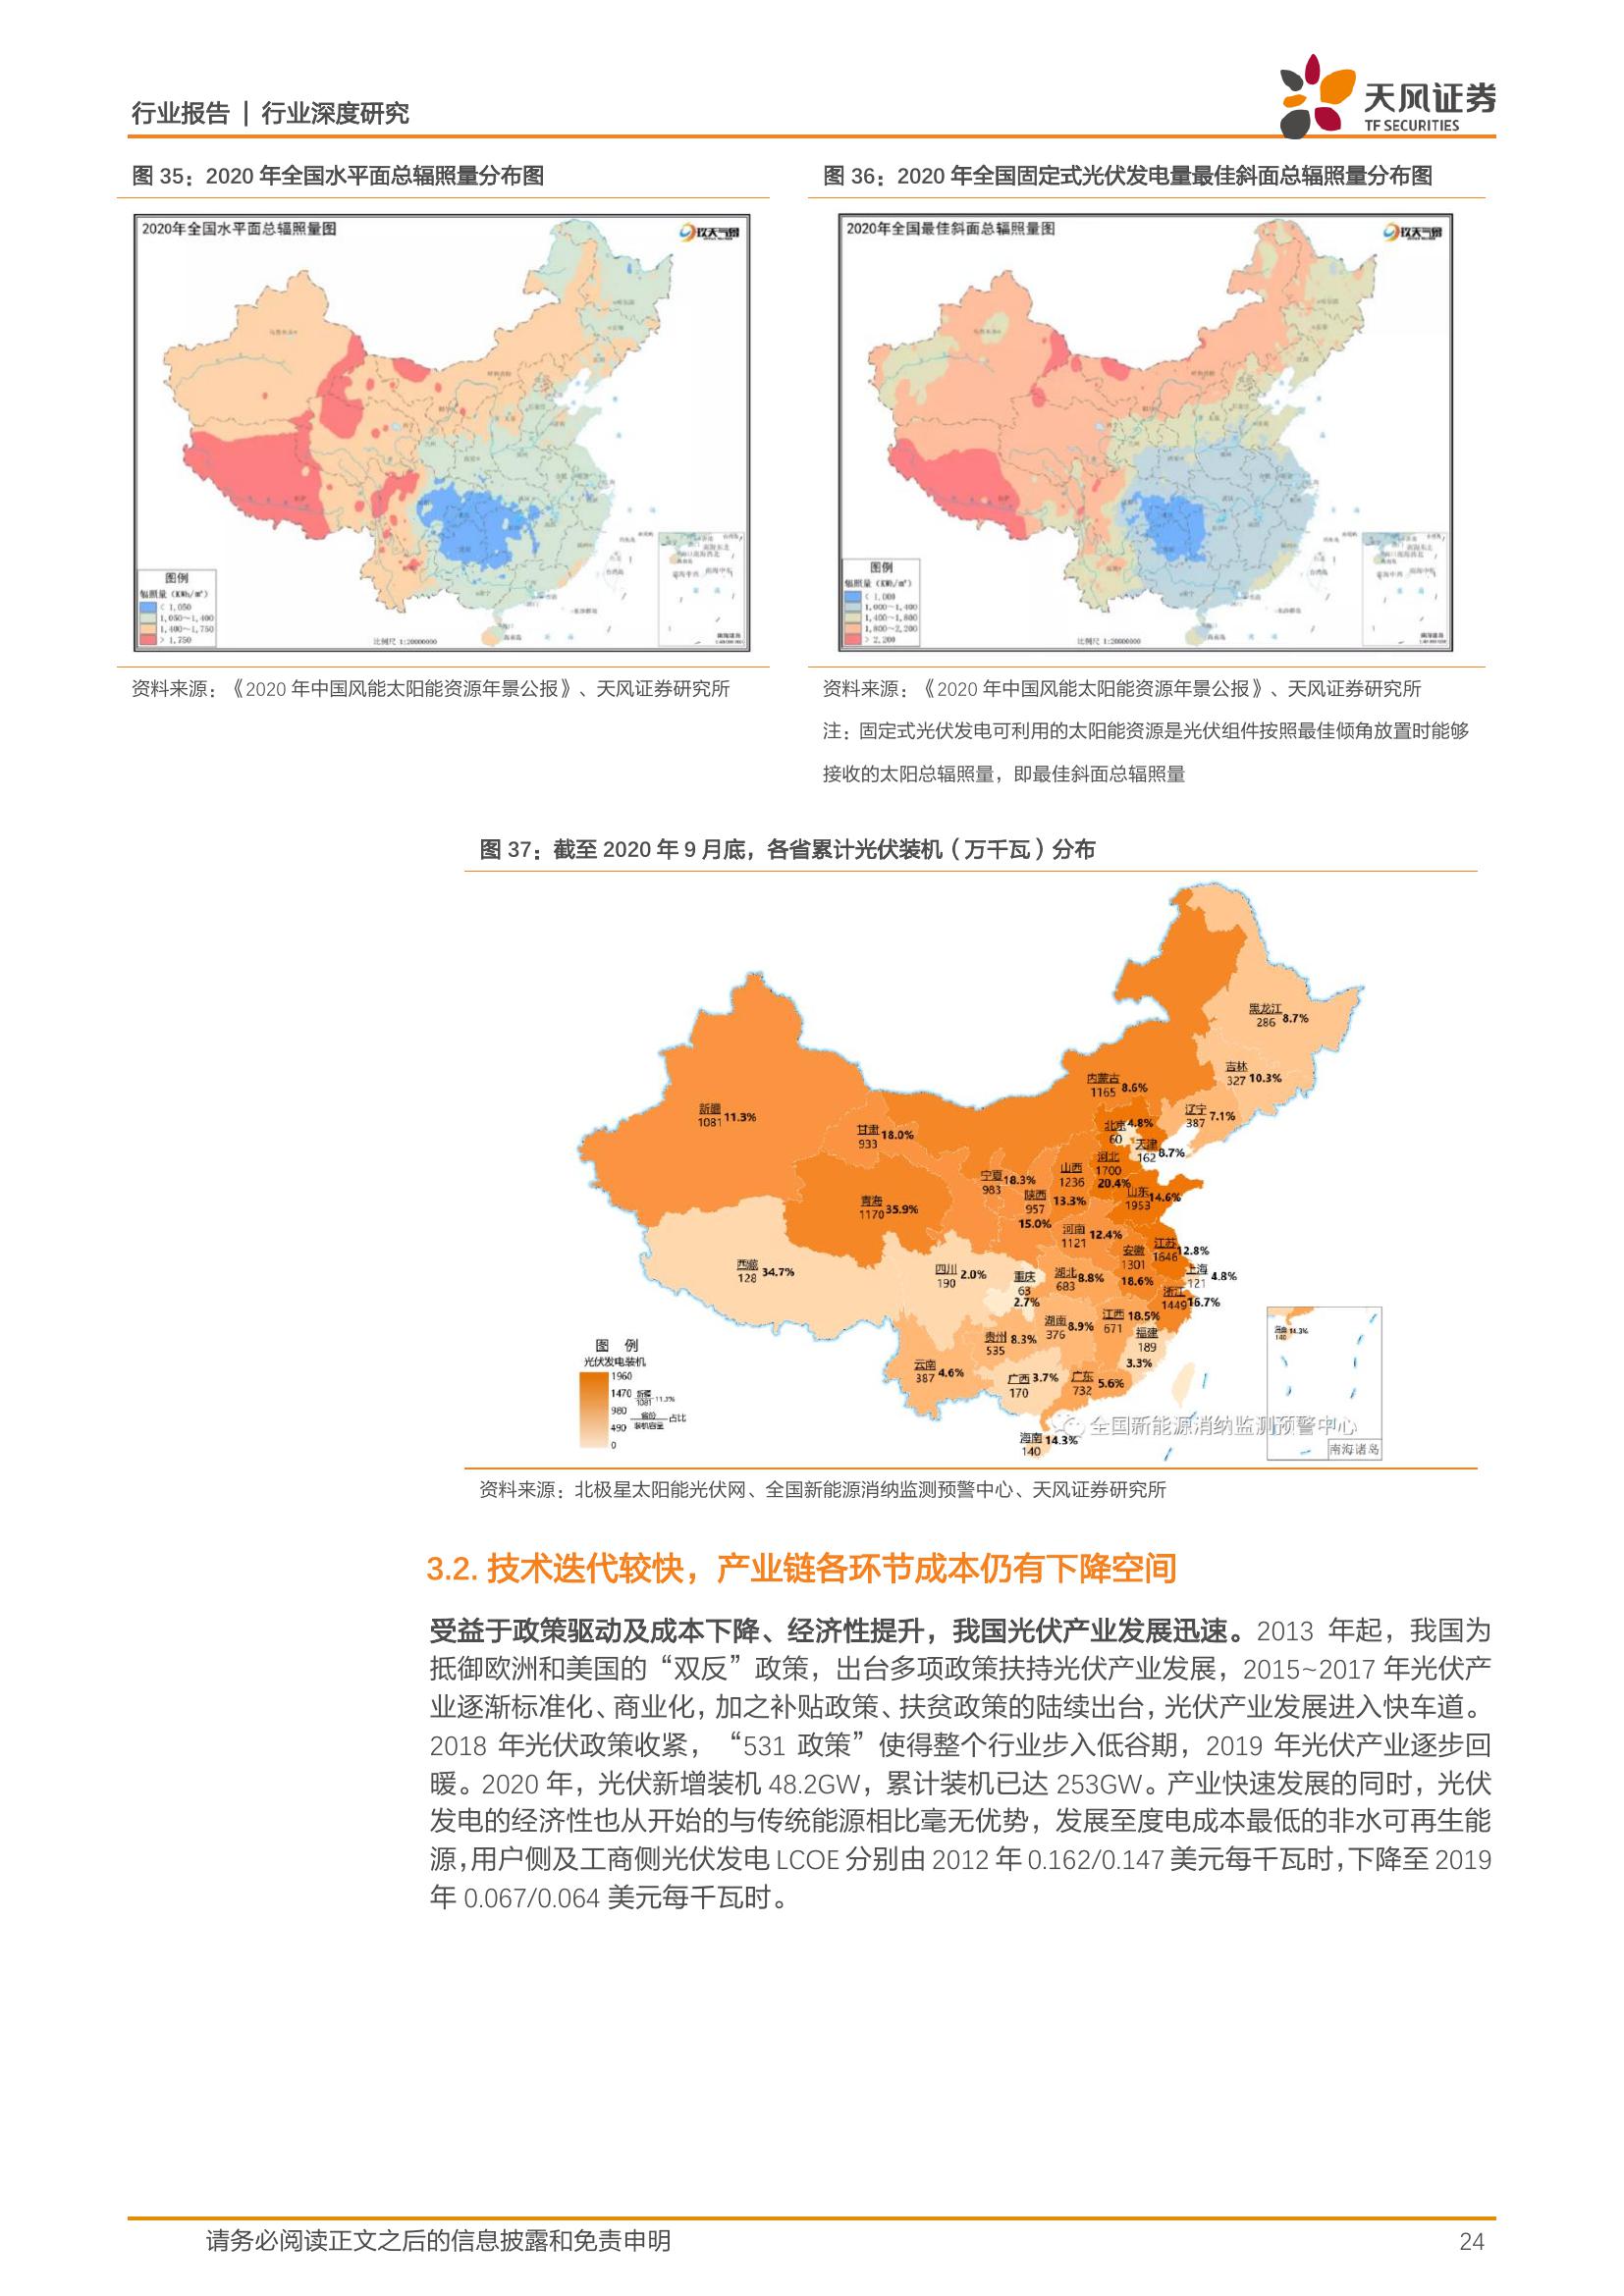 行业报告 | 行业深度研究
天风证券
TF SECURITIES
图 35：2020 年全国水平面总辐照量分布图
图 36：2020 年全国固定式光伏发电量最佳斜面总辐照量分布图
2020年全国水平面总辐照量图
玖天气象
图例
辐照量（KWh/m²）
< 1,050
1,050～1,400
1,400～1,750
> 1,750
比例尺 1:20000000
2020年全国最佳斜面总辐照量图
玖天气象
图例
辐照量（KWh/m²）
< 1,000
1,000～1,400
1,400～1,800
1,800～2,200
> 2,200
比例尺 1:20000000
资料来源：《2020 年中国风能太阳能资源年景公报》、天风证券研究所
资料来源：《2020 年中国风能太阳能资源年景公报》、天风证券研究所
注：固定式光伏发电可利用的太阳能资源是光伏组件按照最佳倾角放置时能够
接收的太阳总辐照量，即最佳斜面总辐照量
图 37：截至 2020 年 9 月底，各省累计光伏装机（万千瓦）分布
黑龙江 286 8.7%
吉林 327 10.3%
内蒙古 1165 8.6%
辽宁 387 7.1%
新疆 1081 11.3%
甘肃 933 18.0%
北京 60 4.8%
天津 162 8.7%
河北 1700 20.4%
山西 1236 13.3%
宁夏 983 18.3%
陕西 957 15.0%
山东 1953 14.6%
青海 1170 35.9%
河南 1121 12.4%
安徽 1301 18.6%
江苏 1646 12.8%
西藏 128 34.7%
四川 190 2.0%
重庆 63 2.7%
湖北 683 8.8%
上海 121 4.8%
浙江 1449 16.7%
江西 671 18.5%
湖南 376 8.9%
贵州 535 8.3%
福建 189 3.3%
云南 387 4.6%
广西 170 3.7%
广东 732 5.6%
海南 140 14.3%
海南 140 14.3%
图 例
光伏发电装机
1960
1470
980
490
0
新疆 1081 11.3%
省份 装机容量 占比
全国新能源消纳监测预警中心
南海诸岛
资料来源：北极星太阳能光伏网、全国新能源消纳监测预警中心、天风证券研究所
3.2. 技术迭代较快，产业链各环节成本仍有下降空间
受益于政策驱动及成本下降、经济性提升，我国光伏产业发展迅速。2013 年起，我国为
抵御欧洲和美国的“双反”政策，出台多项政策扶持光伏产业发展，2015~2017 年光伏产
业逐渐标准化、商业化，加之补贴政策、扶贫政策的陆续出台，光伏产业发展进入快车道。
2018 年光伏政策收紧，“531 政策”使得整个行业步入低谷期，2019 年光伏产业逐步回
暖。2020 年，光伏新增装机 48.2GW，累计装机已达 253GW。产业快速发展的同时，光伏
发电的经济性也从开始的与传统能源相比毫无优势，发展至度电成本最低的非水可再生能
源，用户侧及工商侧光伏发电 LCOE 分别由 2012 年 0.162/0.147 美元每千瓦时，下降至 2019
年 0.067/0.064 美元每千瓦时。
请务必阅读正文之后的信息披露和免责申明
24